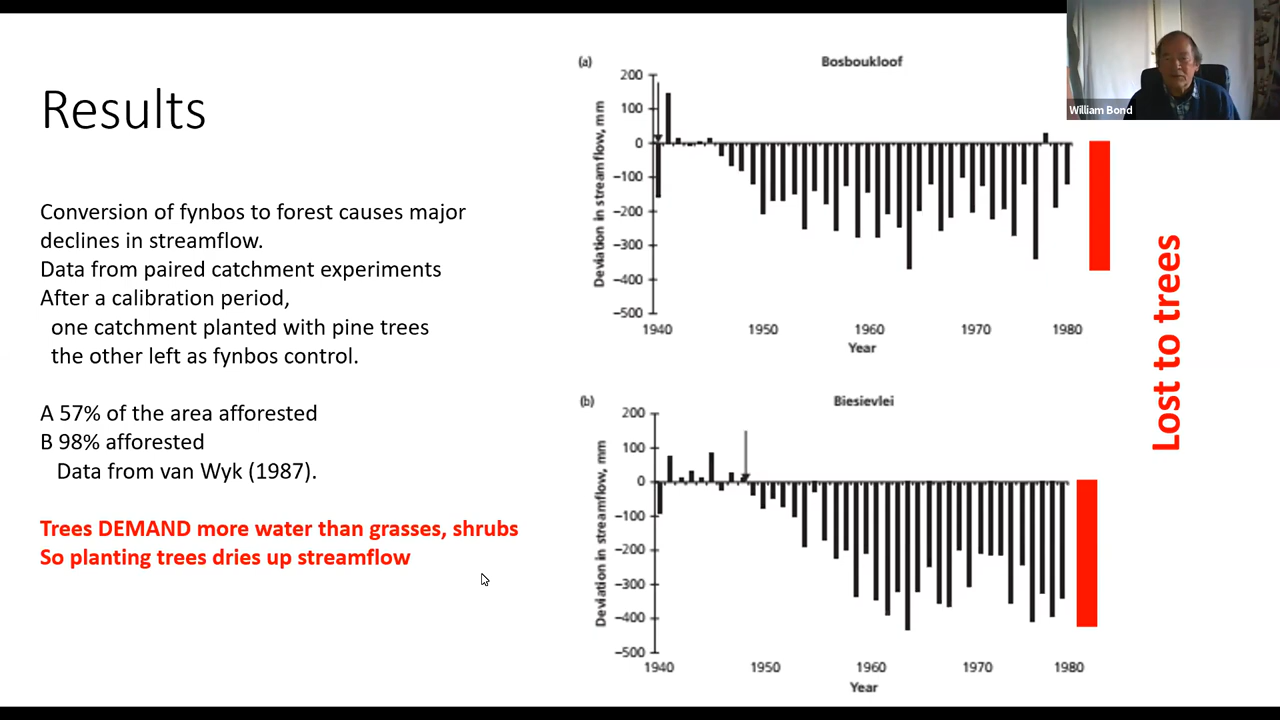 Results
Conversion of fynbos to forest causes major
declines in streamflow.
Data from paired catchment experiments
After a calibration period,
one catchment planted with pine trees
the other left as fynbos control.
A 57% of the area afforested
B 98% afforested
Data from van Wyk (1987).
Trees DEMAND more water than grasses, shrubs
So planting trees dries up streamflow
(a)
Bosboukloof
Deviation in streamflow, mm
200
100
0
−100
−200
−300
−400
−500
1940 1950 1960 1970 1980
Year
(b)
Biesievlei
Deviation in streamflow, mm
200
100
0
−100
−200
−300
−400
−500
1940 1950 1960 1970 1980
Year
Lost to trees
William Bond